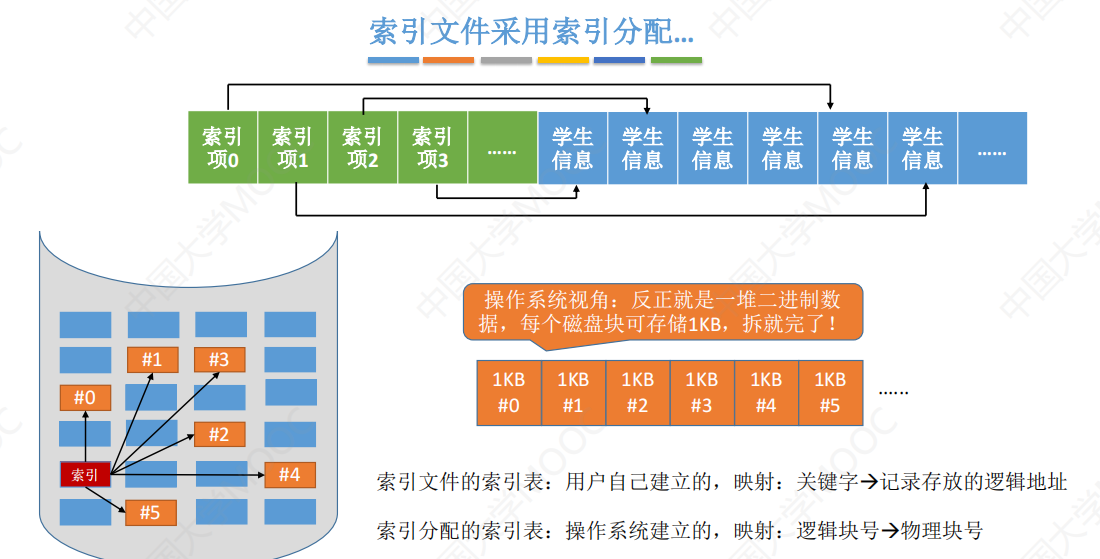 索引文件采用索引分配...
索引项0
索引项1
索引项2
索引项3
……
学生信息
学生信息
学生信息
学生信息
学生信息
学生信息
……
操作系统视角：反正就是一堆二进制数
据，每个磁盘块可存储1KB，拆就完了！
1KB #0
1KB #1
1KB #2
1KB #3
1KB #4
1KB #5
……
#1
#3
#0
#2
索引
#4
#5
索引文件的索引表：用户自己建立的，映射：关键字→记录存放的逻辑地址
索引分配的索引表：操作系统建立的，映射：逻辑块号→物理块号
中国大学MOOC